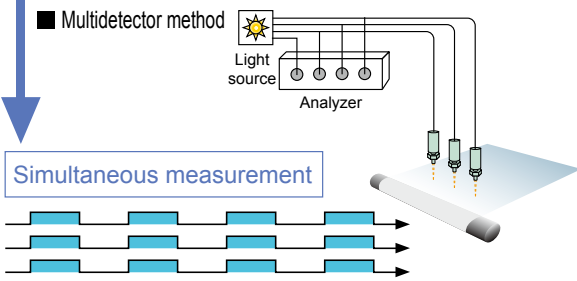 ■ Multidetector method
Light
source
Analyzer
Simultaneous measurement